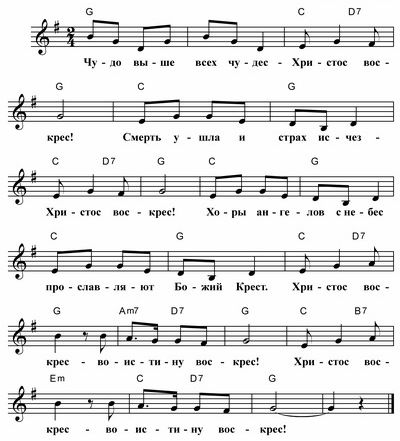 G C D7
2/4
Чу - до вы - ше всех чу - дес - Хри - стос вос -
G C G
крес! Смерть у - шла и страх ис - чез -
C D7 G C G
Хри - стос вос - крес! Хо - ры ан - ге - лов с не - бес
C G C D7
про - слав - ля - ют Бо - жий Крест. Хри - стос вос -
G Am7 D7 G C B7
крес - во - ис - ти - ну вос - крес! Хри - стос вос -
Em C D7 G
крес - во - ис - ти - ну вос - крес!